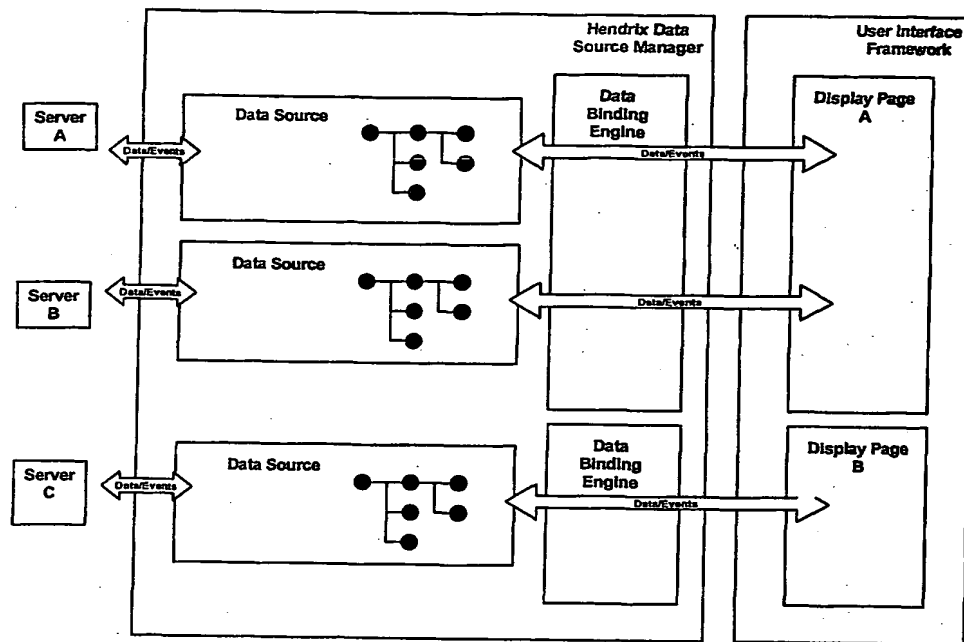 Hendrix Data
Source Manager
User Interface
Framework
Server
A
Data/Events
Data Source
Data
Binding
Engine
Data/Events
Display Page
A
Server
B
Data/Events
Data Source
Data/Events
Server
C
Data/Events
Data Source
Data
Binding
Engine
Data/Events
Display Page
B